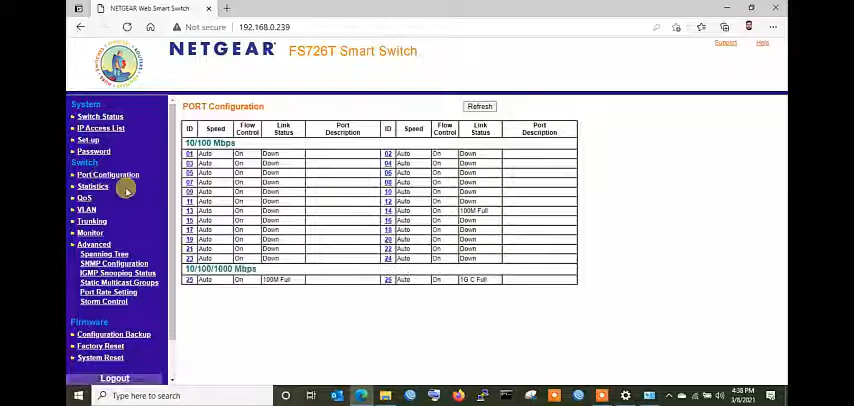 NETGEAR Web Smart Switch
Not secure
192.168.0.239
NETGEAR
FS726T Smart Switch
Support
Help
System
Switch Status
IP Access List
Set-up
Password
Switch
Port Configuration
Statistics
QoS
VLAN
Trunking
Monitor
Advanced
Spanning Tree
SNMP Configuration
IGMP Snooping Status
Static Multicast Groups
Port Rate Setting
Storm Control
Firmware
Configuration Backup
Factory Reset
System Reset
Logout
PORT Configuration
Refresh
ID Speed Flow Control Link Status Port Description ID Speed Flow Control Link Status Port Description
10/100 Mbps
01 Auto On Down 02 Auto On Down
03 Auto On Down 04 Auto On Down
05 Auto On Down 06 Auto On Down
07 Auto On Down 08 Auto On Down
09 Auto On Down 10 Auto On Down
11 Auto On Down 12 Auto On Down
13 Auto On Down 14 Auto On 100M Full
15 Auto On Down 16 Auto On Down
17 Auto On Down 18 Auto On Down
19 Auto On Down 20 Auto On Down
21 Auto On Down 22 Auto On Down
23 Auto On Down 24 Auto On Down
10/100/1000 Mbps
25 Auto On 100M Full 26 Auto On 1G C Full
Type here to search
4:38 PM
3/8/2021